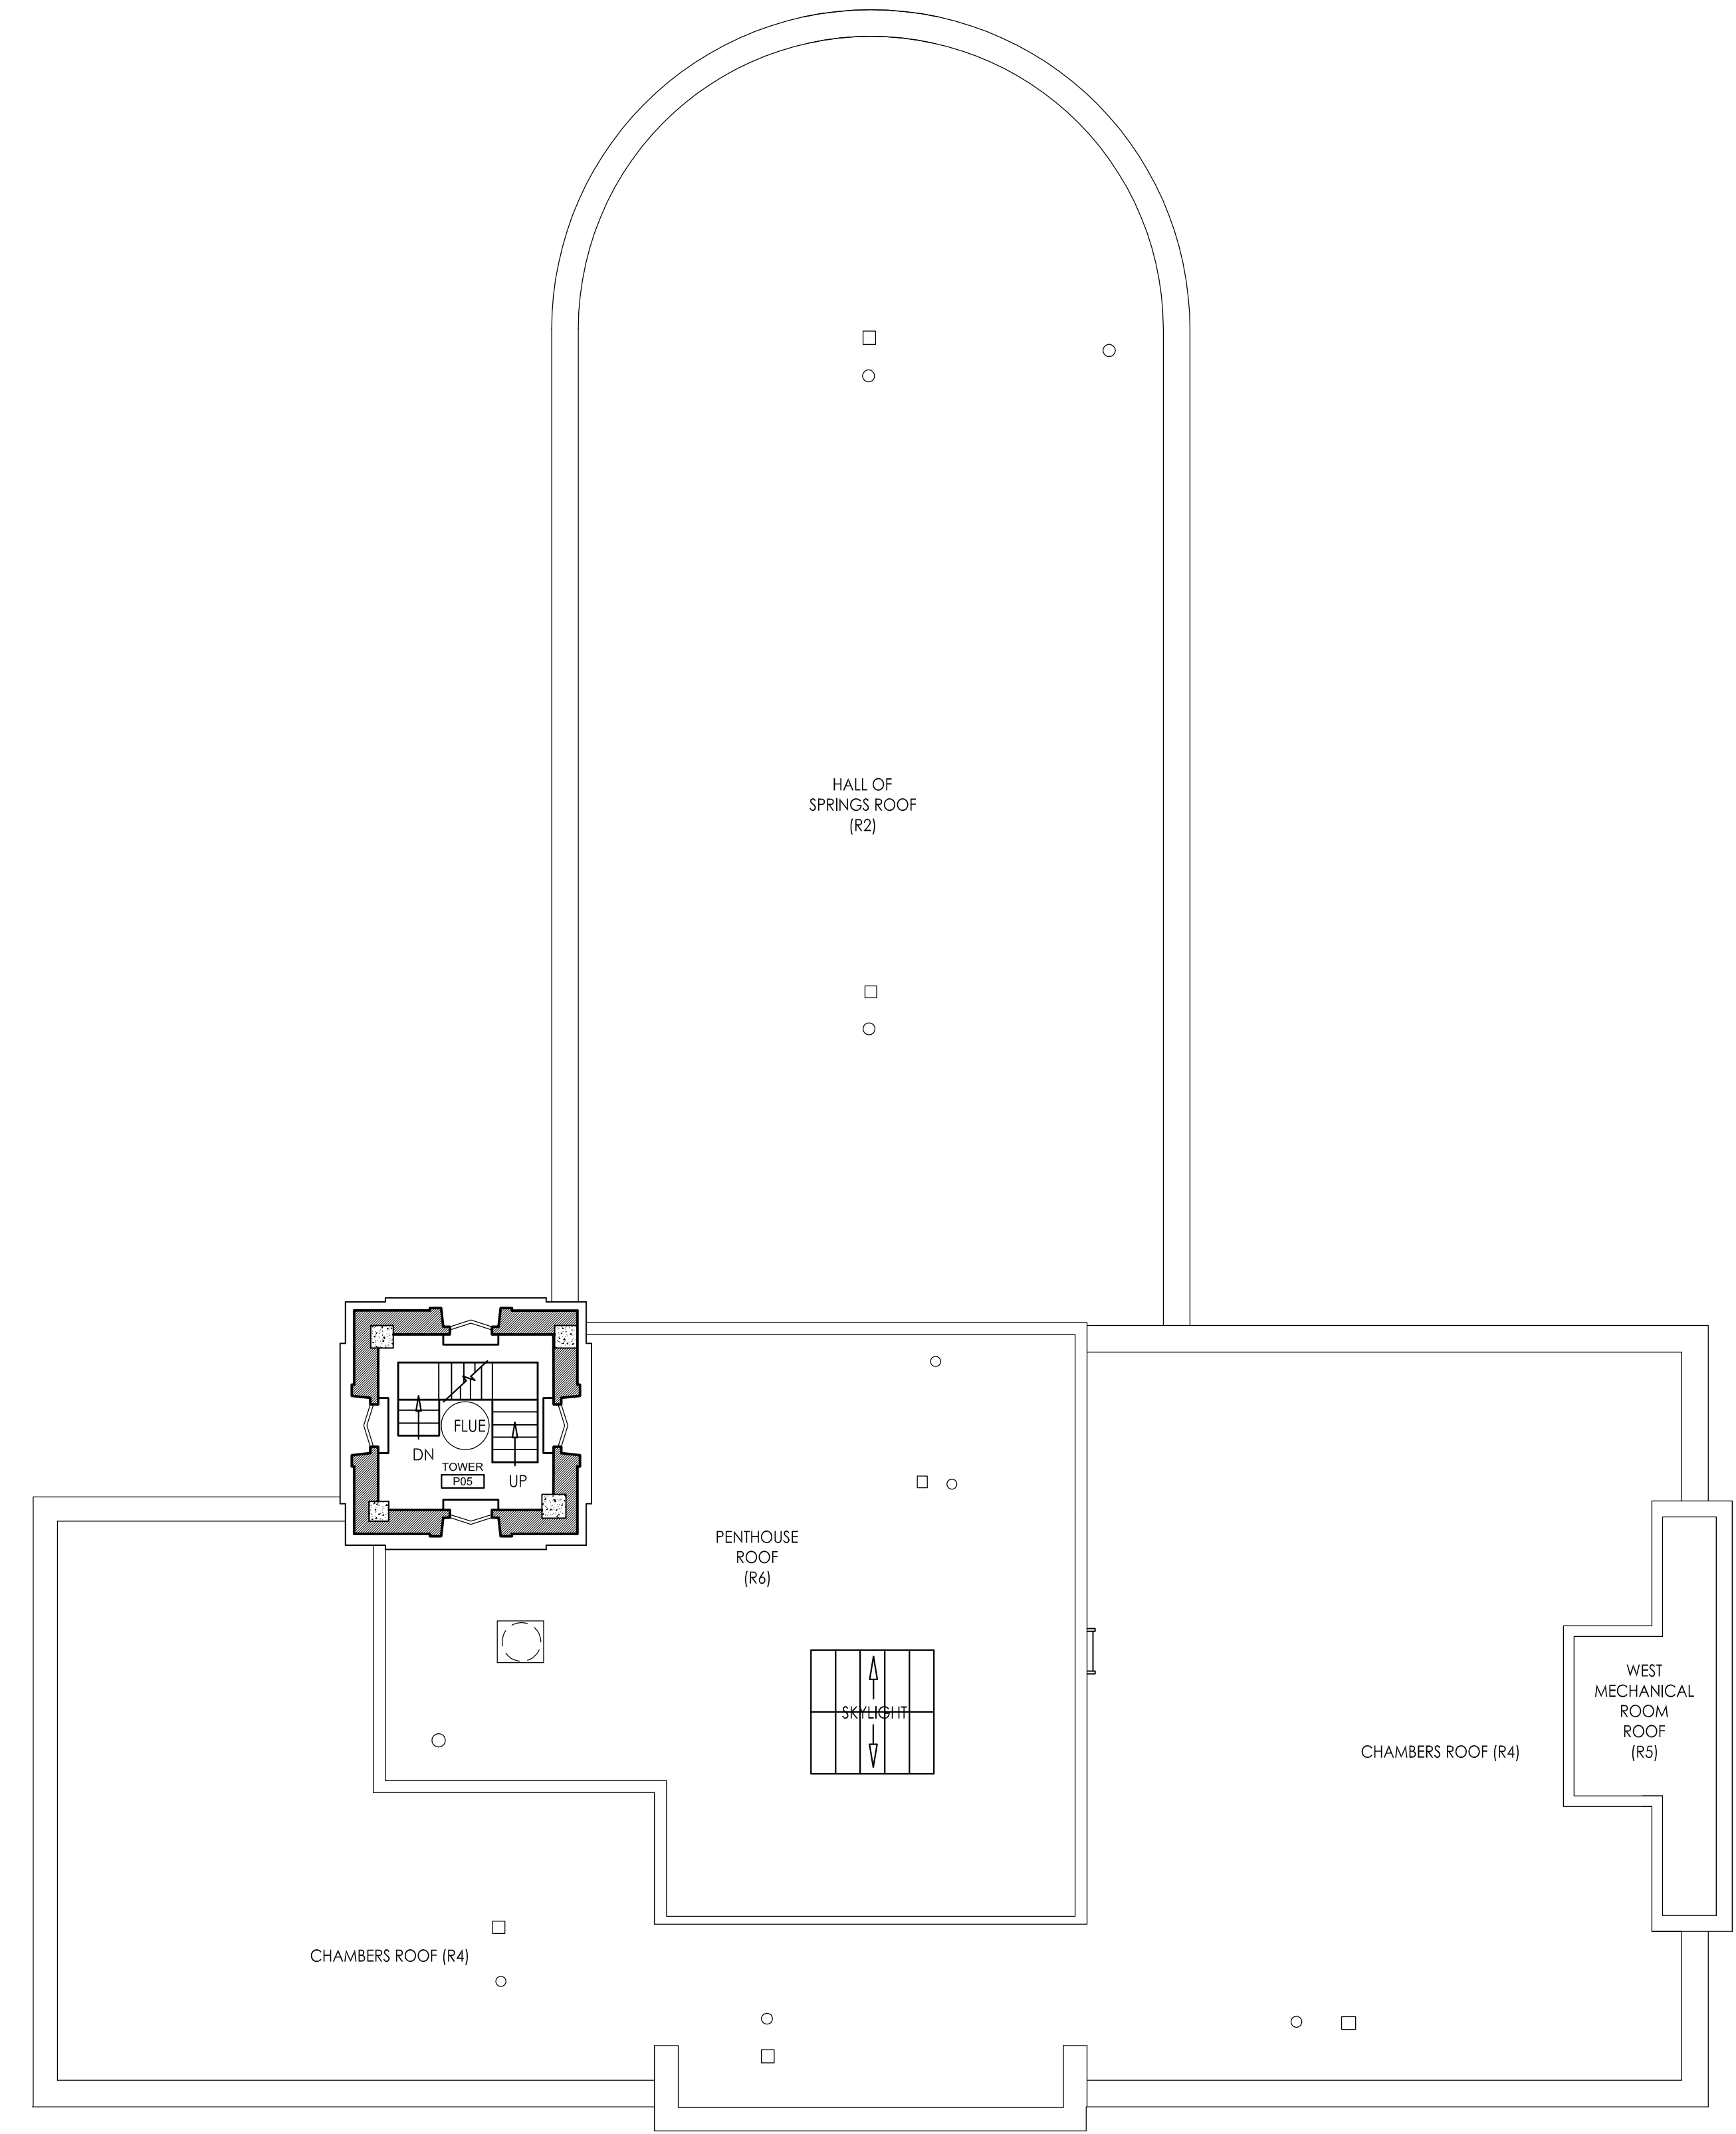 HALL OF
SPRINGS ROOF
(R2)
FLUE
DN
TOWER
P05
UP
PENTHOUSE
ROOF
(R6)
SKYLIGHT
WEST
MECHANICAL
ROOM
ROOF
(R5)
CHAMBERS ROOF (R4)
CHAMBERS ROOF (R4)